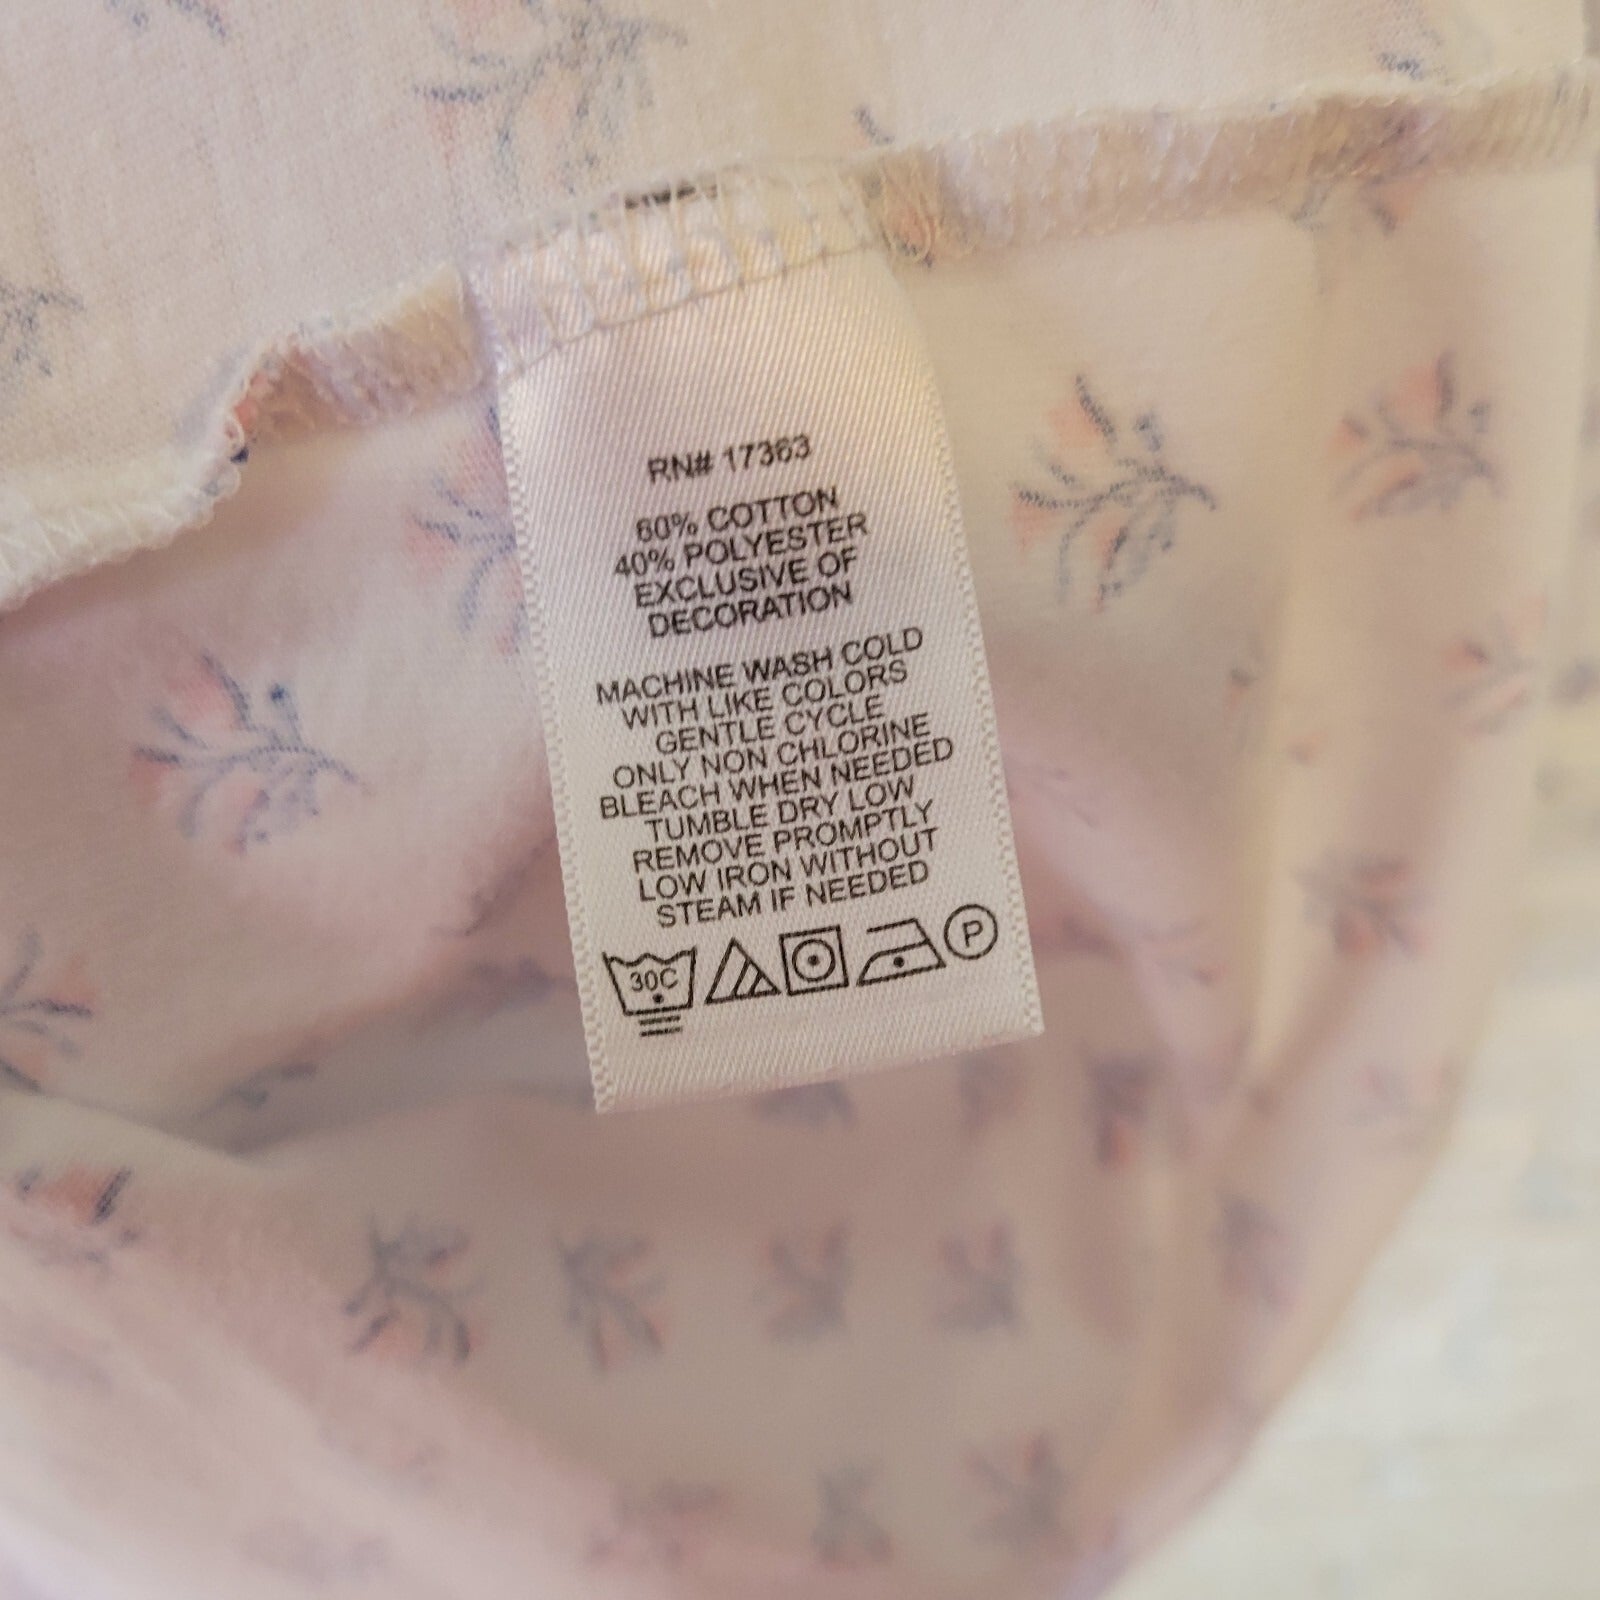 RN# 17363
60% COTTON
40% POLYESTER
EXCLUSIVE OF
DECORATION
MACHINE WASH COLD
WITH LIKE COLORS
GENTLE CYCLE
ONLY NON CHLORINE
BLEACH WHEN NEEDED
TUMBLE DRY LOW
REMOVE PROMPTLY
LOW IRON WITHOUT
STEAM IF NEEDED
30C P